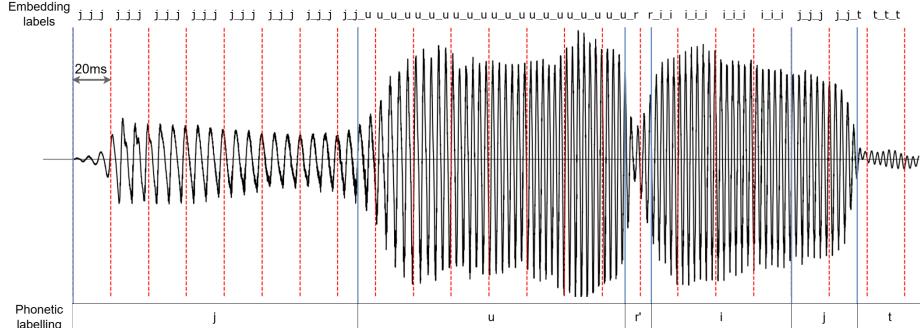 Embedding
labels
j_j_j j_j_j j_j_j j_j_j j_j_j j_j_j j_j_j j_j_u u_u_u u_u_u u_u_u u_u_u u_u_u u_u_u u_u_r r_i_i i_i_i i_i_i i_i_i j_j_j j_j_t t_t_t
20ms
Phonetic
labelling
j u r' i j t